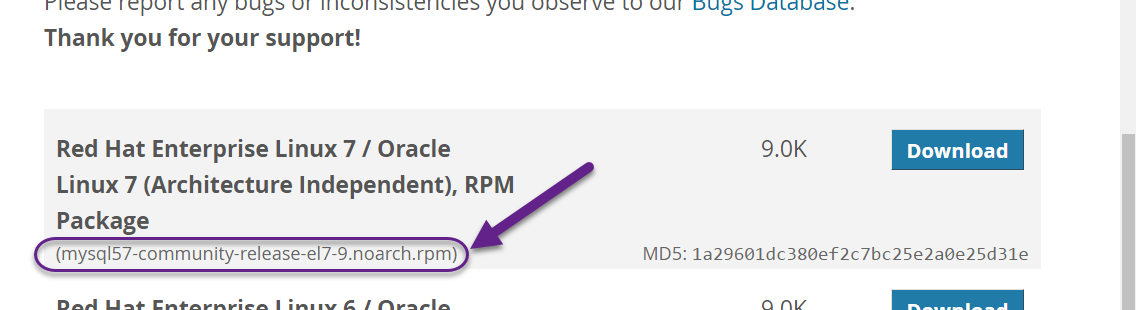 Please report any bugs or inconsistencies you observe to our Bugs Database.
Thank you for your support!
Red Hat Enterprise Linux 7 / Oracle
Linux 7 (Architecture Independent), RPM
Package
9.0K
Download
(mysql57-community-release-el7-9.noarch.rpm)
MD5: 1a29601dc380ef2c7bc25e2a0e25d31e
Red Hat Enterprise Linux 6 / Oracle
9.0K
Download